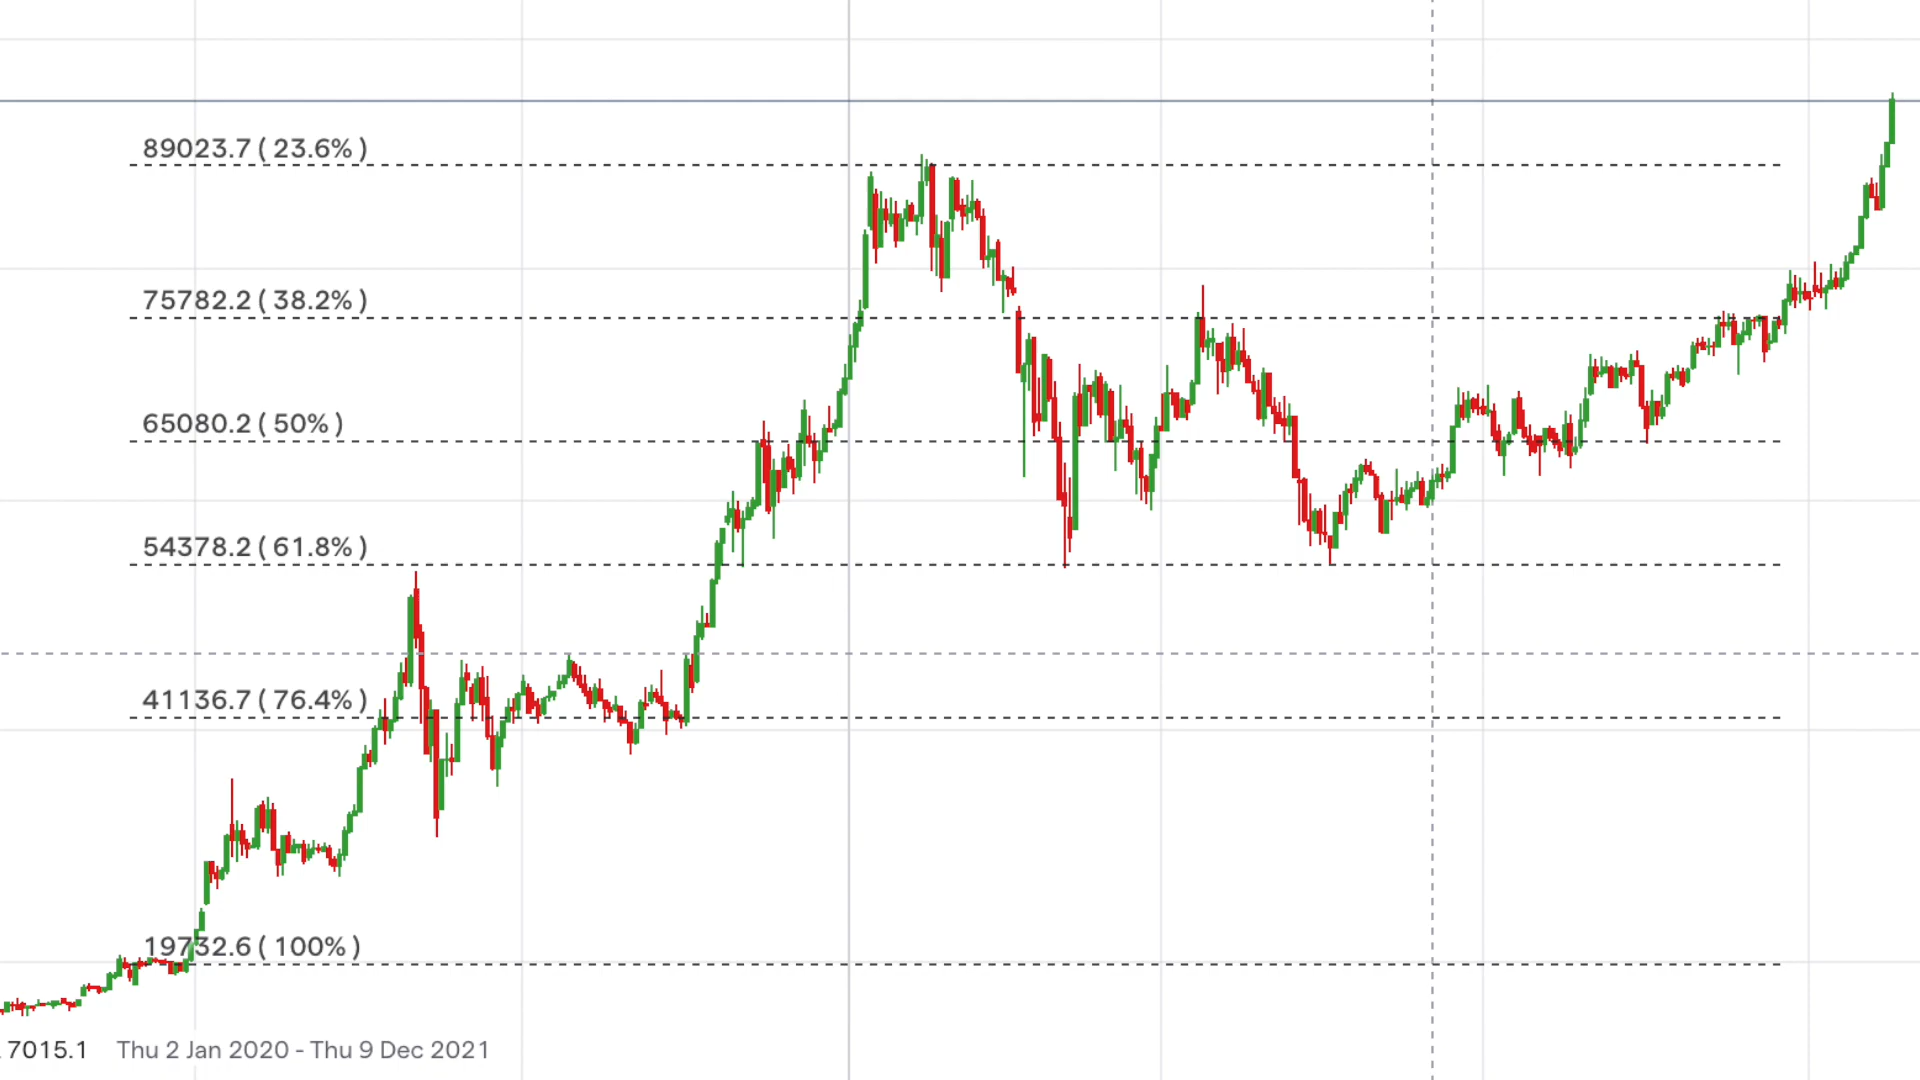 89023.7 ( 23.6% )
75782.2 ( 38.2% )
65080.2 ( 50% )
54378.2 ( 61.8% )
41136.7 ( 76.4% )
19732.6 ( 100% )
7015.1 Thu 2 Jan 2020 - Thu 9 Dec 2021